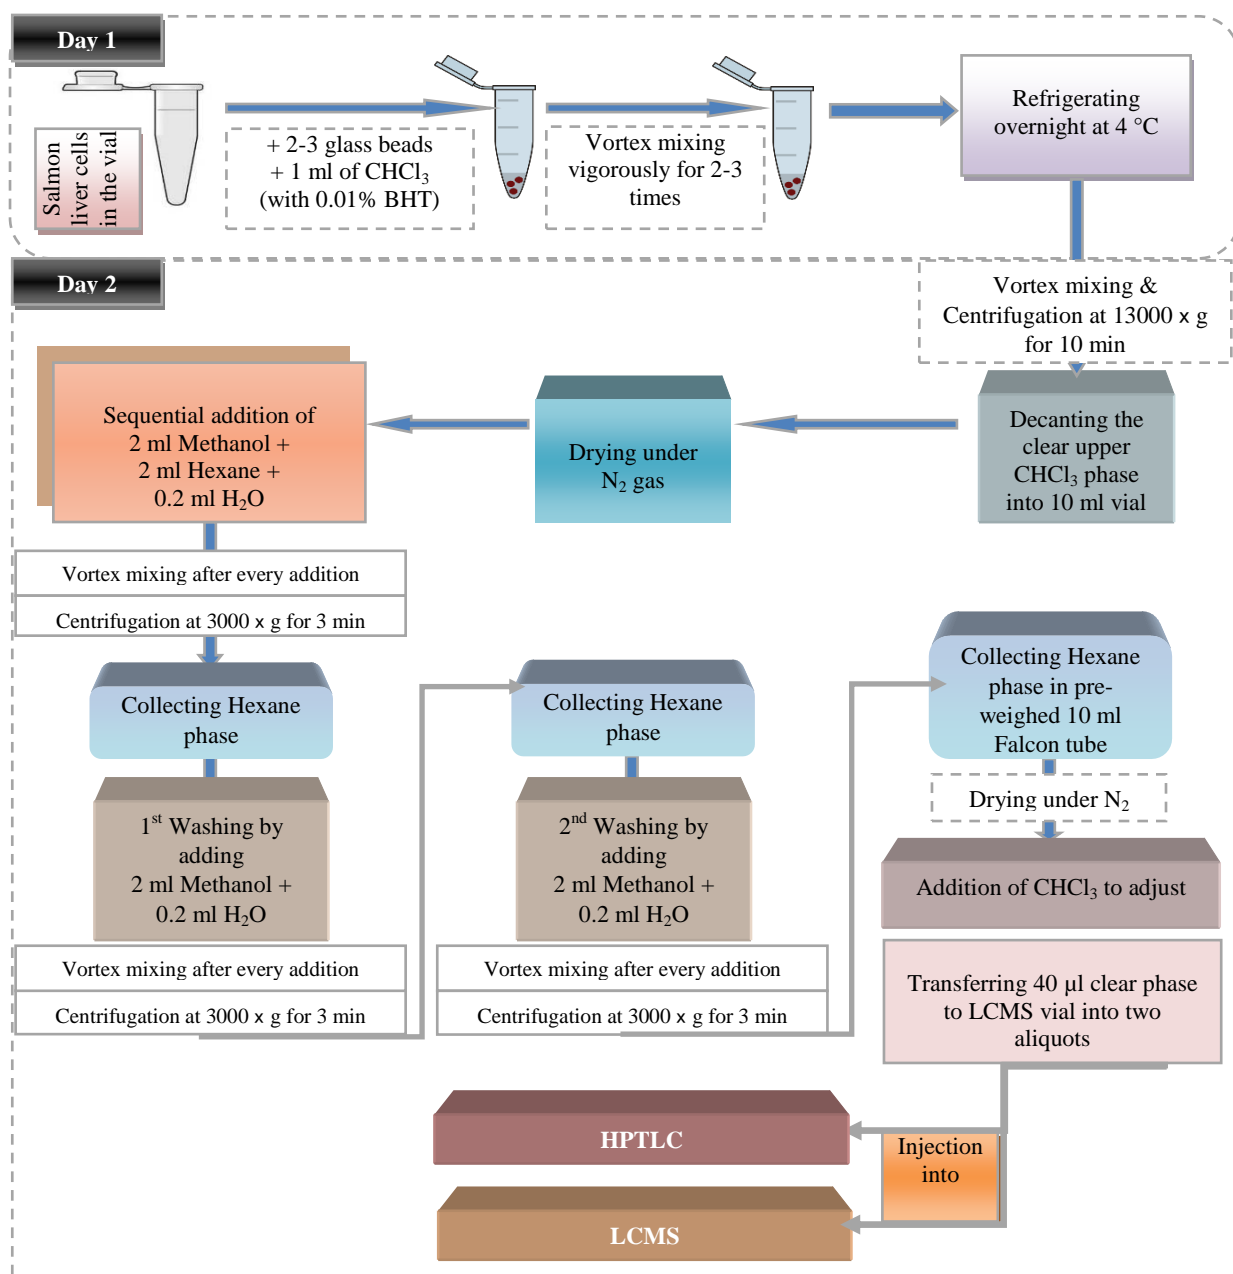 Day 1
Salmon
liver cells
in the vial
+ 2-3 glass beads
+ 1 ml of CHCl₃
(with 0.01% BHT)
Vortex mixing
vigorously for 2-3
times
Refrigerating
overnight at 4 °C
Day 2
Vortex mixing &
Centrifugation at 13000 x g
for 10 min
Decanting the
clear upper
CHCl₃ phase
into 10 ml vial
Drying under
N₂ gas
Sequential addition of
2 ml Methanol +
2 ml Hexane +
0.2 ml H₂O
Vortex mixing after every addition
Centrifugation at 3000 x g for 3 min
Collecting Hexane
phase
1st Washing by
adding
2 ml Methanol +
0.2 ml H₂O
Vortex mixing after every addition
Centrifugation at 3000 x g for 3 min
Collecting Hexane
phase
2nd Washing by
adding
2 ml Methanol +
0.2 ml H₂O
Vortex mixing after every addition
Centrifugation at 3000 x g for 3 min
Collecting Hexane
phase in pre-
weighed 10 ml
Falcon tube
Drying under N₂
Addition of CHCl₃ to adjust
Transferring 40 µl clear phase
to LCMS vial into two
aliquots
Injection
into
HPTLC
LCMS